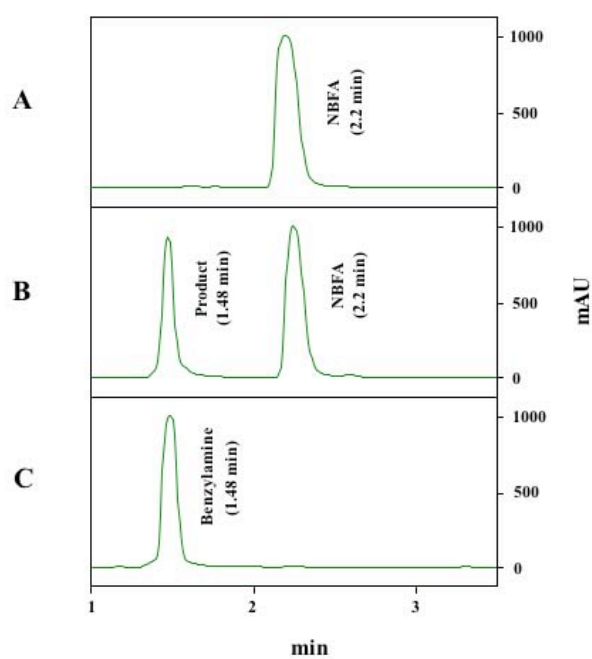 A
NBFA
(2.2 min)
1000
500
0
B
Product
(1.48 min)
NBFA
(2.2 min)
1000
500
0
mAU
C
Benzylamine
(1.48 min)
1000
500
0
1
2
3
min